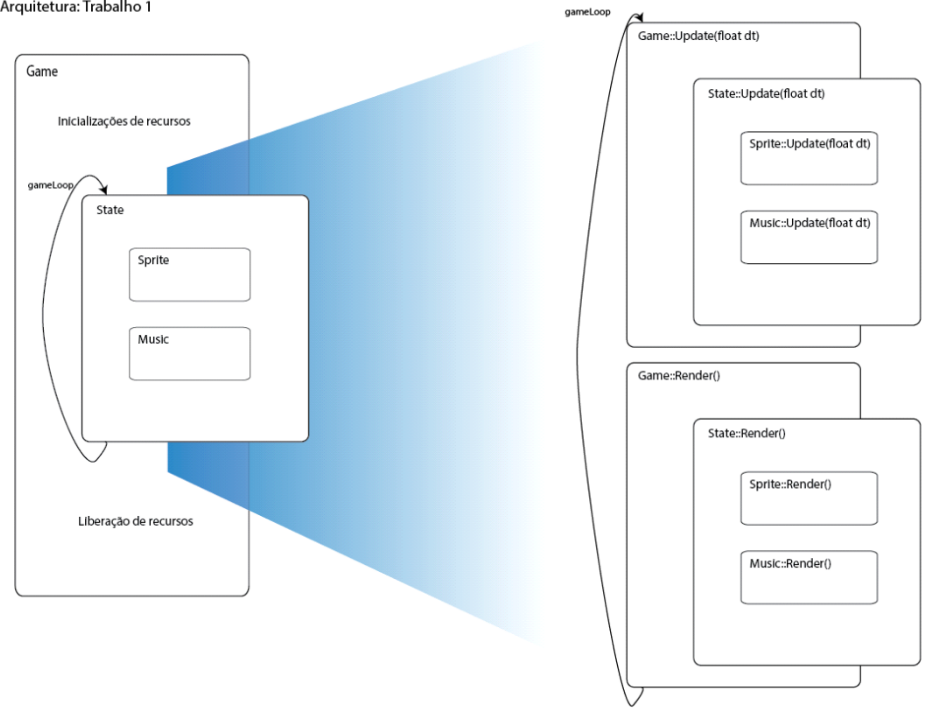 Arquitetura: Trabalho 1
Game
Inicializações de recursos
gameLoop
State
Sprite
Music
Liberação de recursos
gameLoop
Game::Update(float dt)
State::Update(float dt)
Sprite::Update(float dt)
Music::Update(float dt)
Game::Render()
State::Render()
Sprite::Render()
Music::Render()